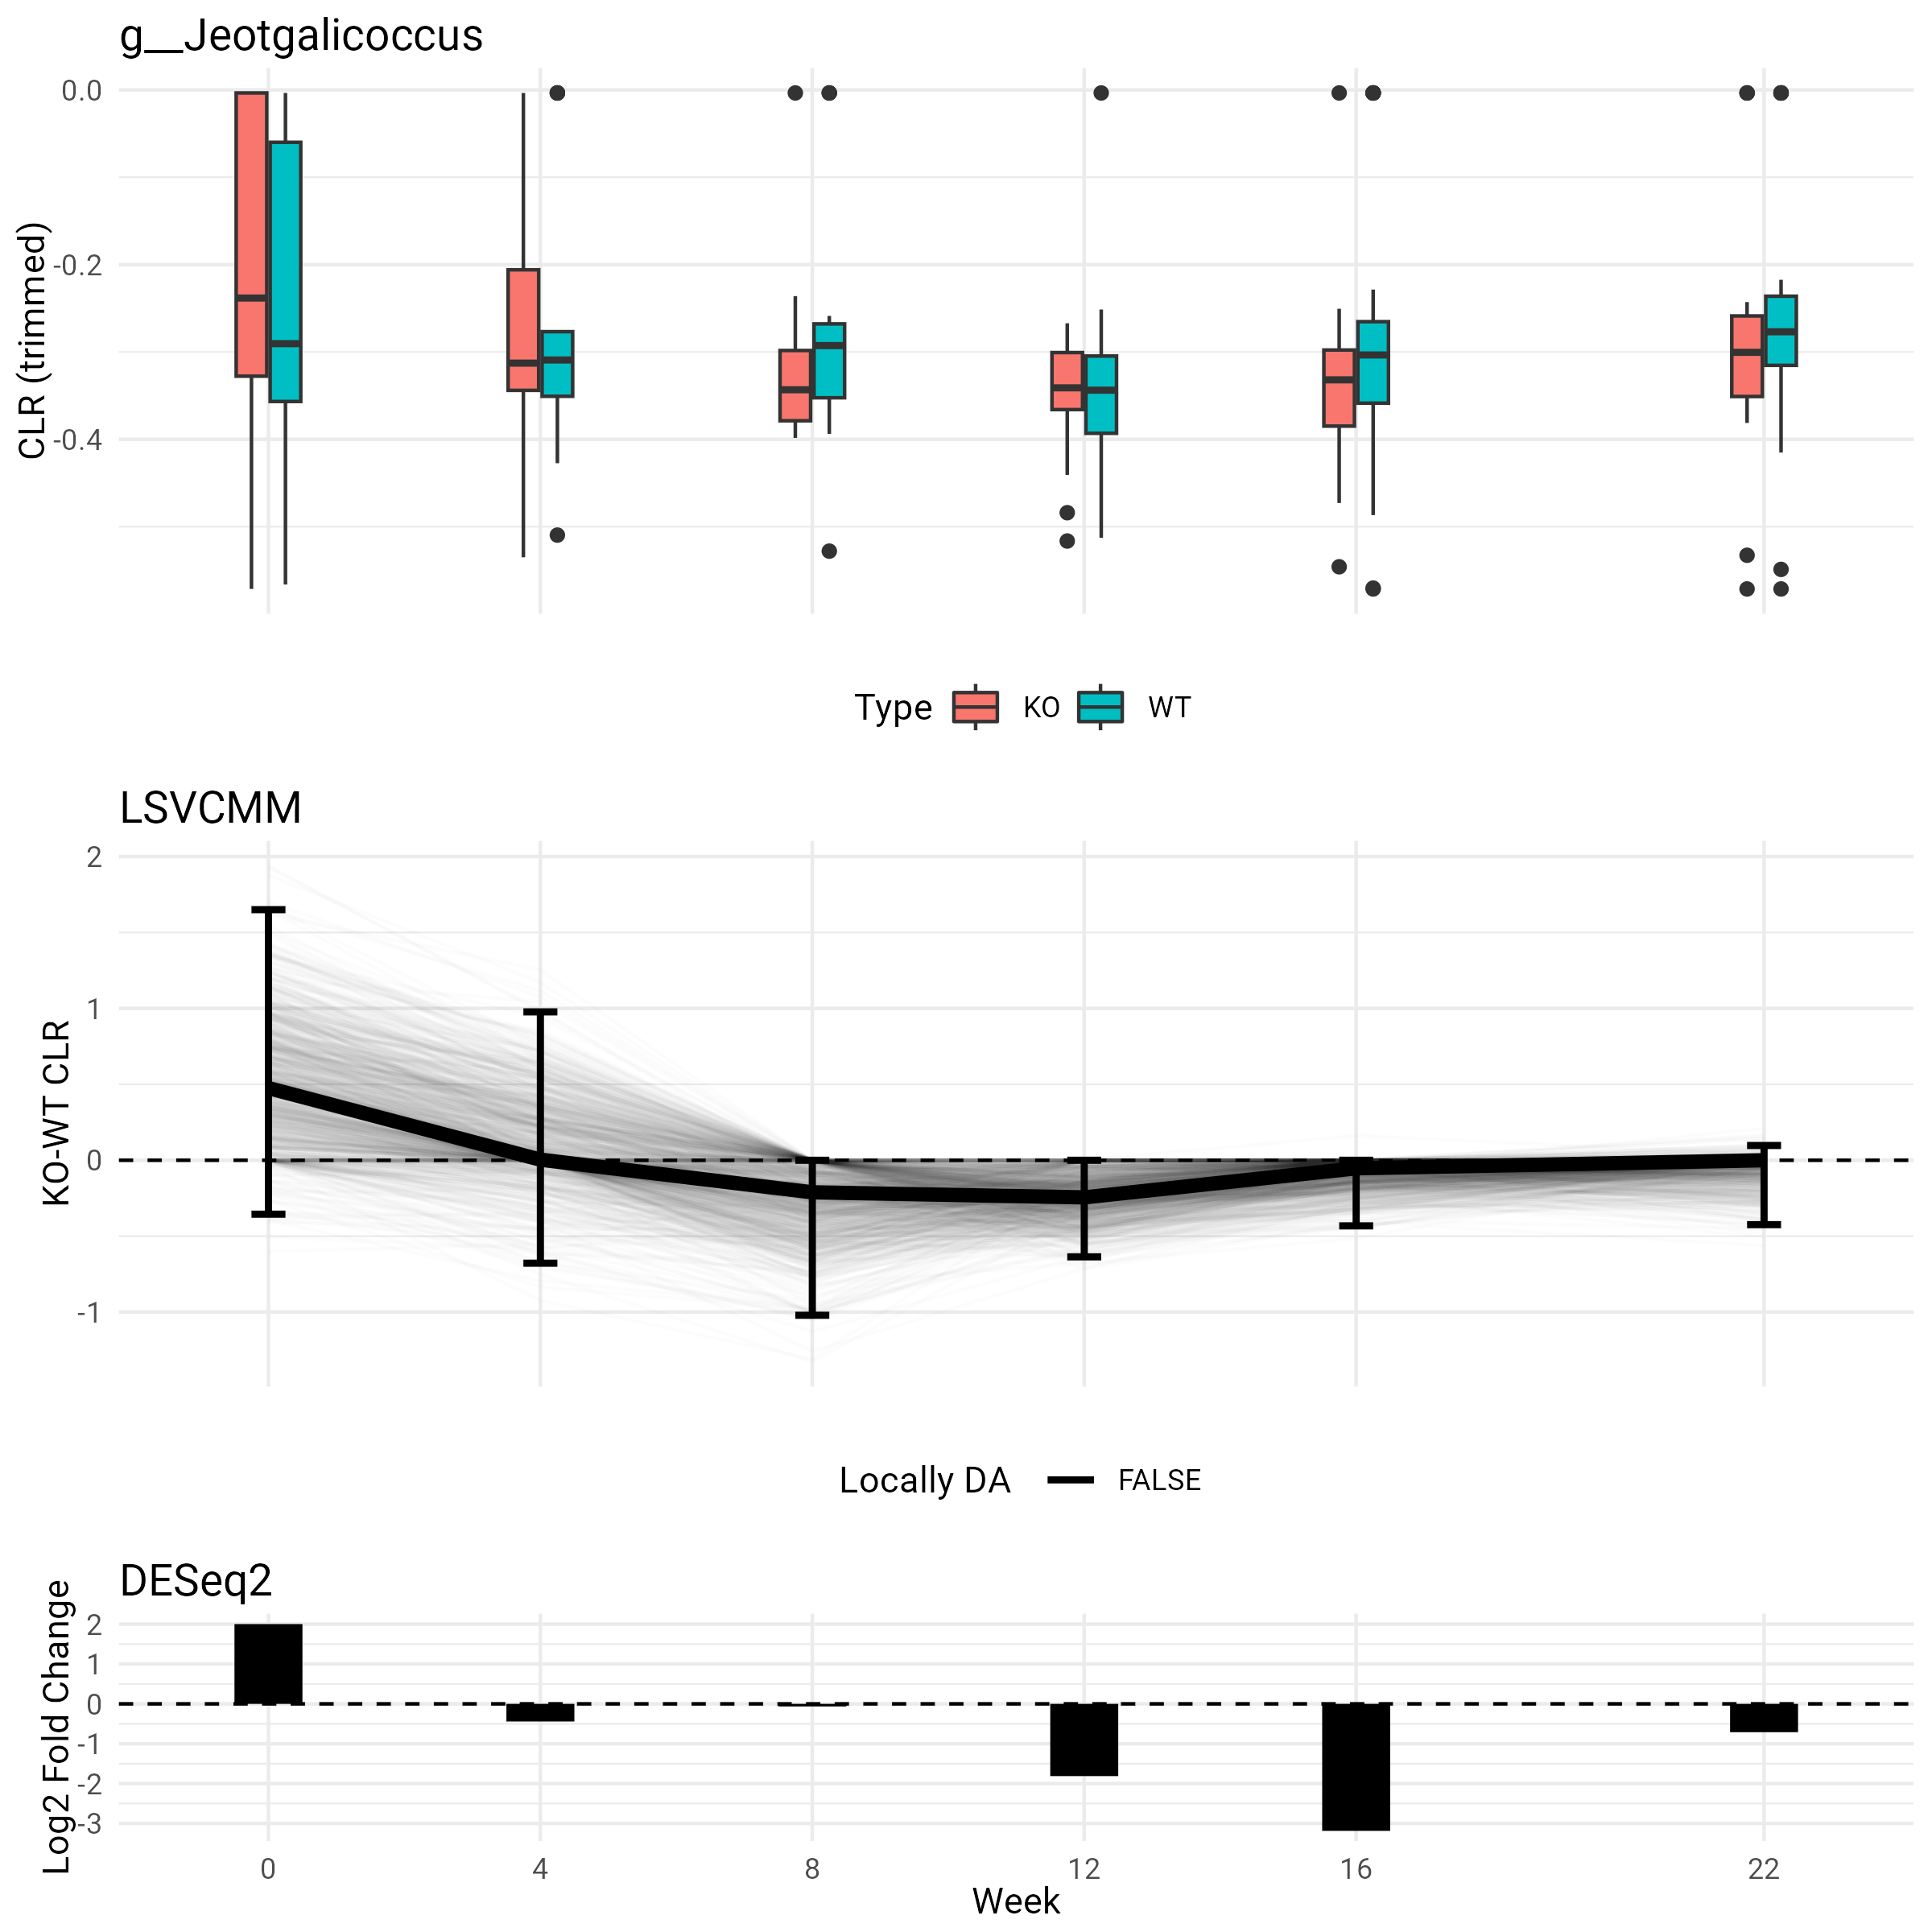 g__Jeotgalicoccus
CLR (trimmed)
0.0
-0.2
-0.4
Type KO WT
LSVCMM
KO-WT CLR
2
1
0
-1
Locally DA FALSE
DESeq2
Log2 Fold Change
2
1
0
-1
-2
-3
0 4 8 12 16 22
Week